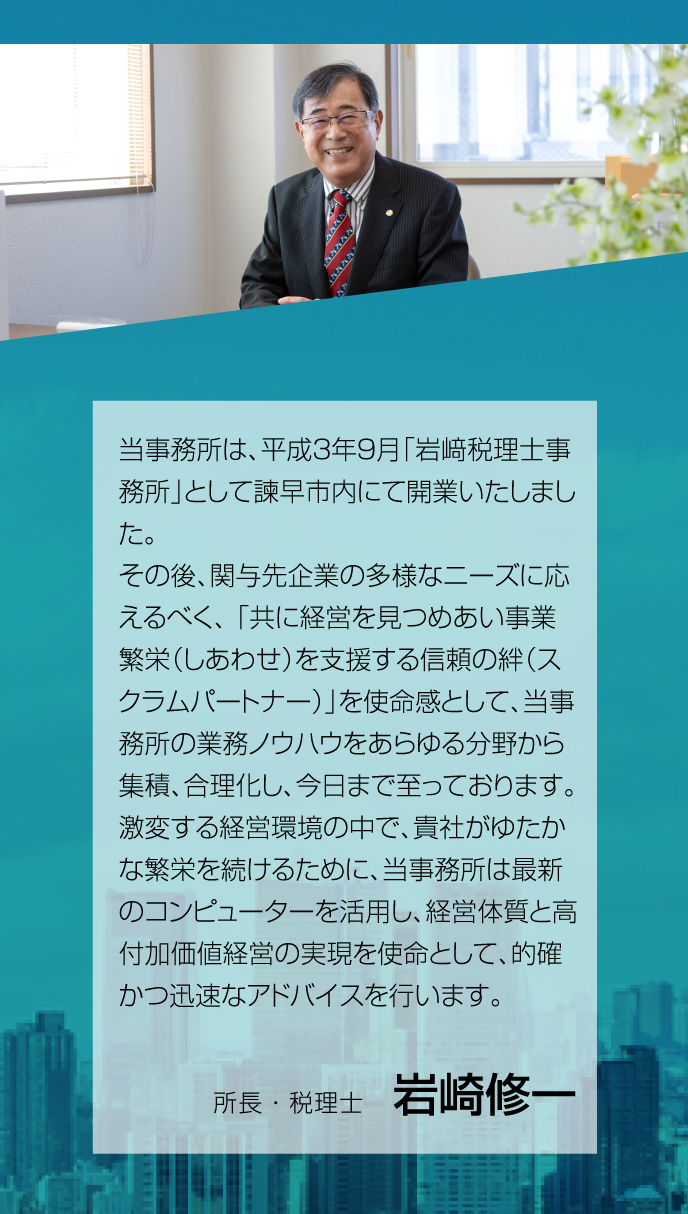 当事務所は、平成3年9月「岩﨑税理士事
務所」として諫早市内にて開業いたしまし
た。
その後、関与先企業の多様なニーズに応
えるべく、「共に経営を見つめあい事業
繁栄（しあわせ）を支援する信頼の絆（ス
クラムパートナー）」を使命感として、当事
務所の業務ノウハウをあらゆる分野から
集積、合理化し、今日まで至っております。
激変する経営環境の中で、貴社がゆたか
な繁栄を続けるために、当事務所は最新
のコンピューターを活用し、経営体質と高
付加価値経営の実現を使命として、的確
かつ迅速なアドバイスを行います。
所長・税理士 岩崎修一